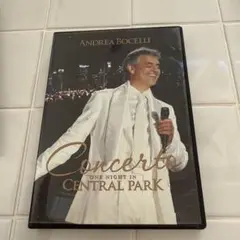 ANDREA BOCELLI
Concerto
ONE NIGHT IN
CENTRAL PARK